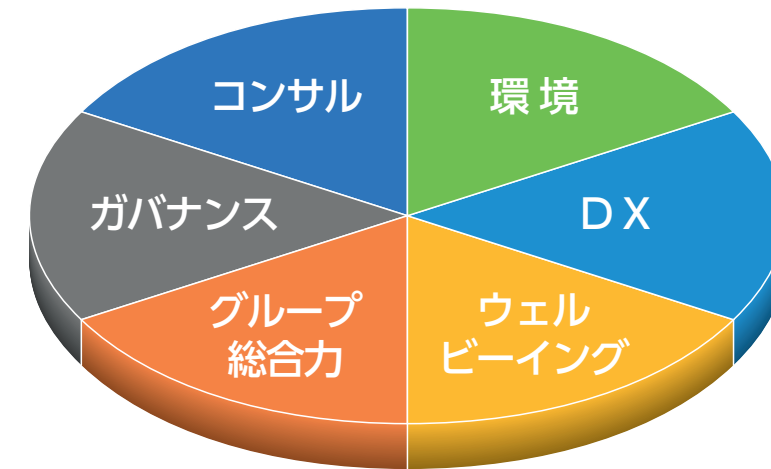 コンサル
環境
ガバナンス
DX
グループ
総合力
ウェル
ビーイング